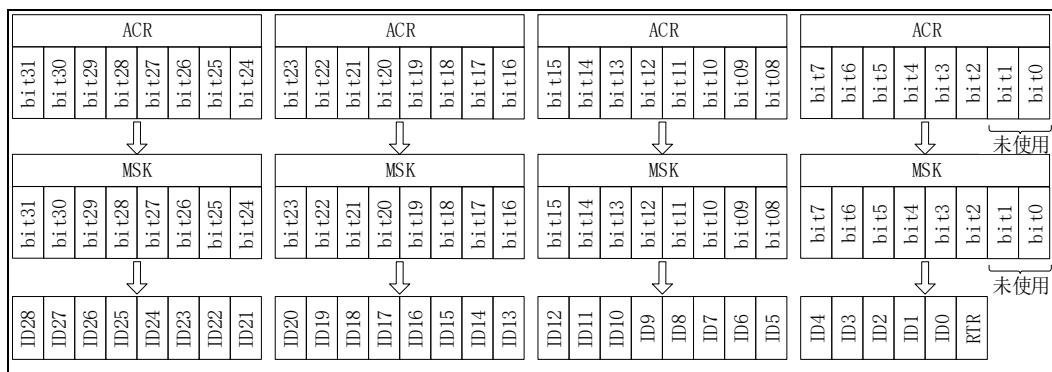 ACR ACR ACR ACR
bit31 bit30 bit29 bit28 bit27 bit26 bit25 bit24 bit23 bit22 bit21 bit20 bit19 bit18 bit17 bit16 bit15 bit14 bit13 bit12 bit11 bit10 bit09 bit08 bit7 bit6 bit5 bit4 bit3 bit2 bit1 bit0
未使用
MSK MSK MSK MSK
bit31 bit30 bit29 bit28 bit27 bit26 bit25 bit24 bit23 bit22 bit21 bit20 bit19 bit18 bit17 bit16 bit15 bit14 bit13 bit12 bit11 bit10 bit09 bit08 bit7 bit6 bit5 bit4 bit3 bit2 bit1 bit0
未使用
ID28 ID27 ID26 ID25 ID24 ID23 ID22 ID21 ID20 ID19 ID18 ID17 ID16 ID15 ID14 ID13 ID12 ID11 ID10 ID9 ID8 ID7 ID6 ID5 ID4 ID3 ID2 ID1 ID0 RTR